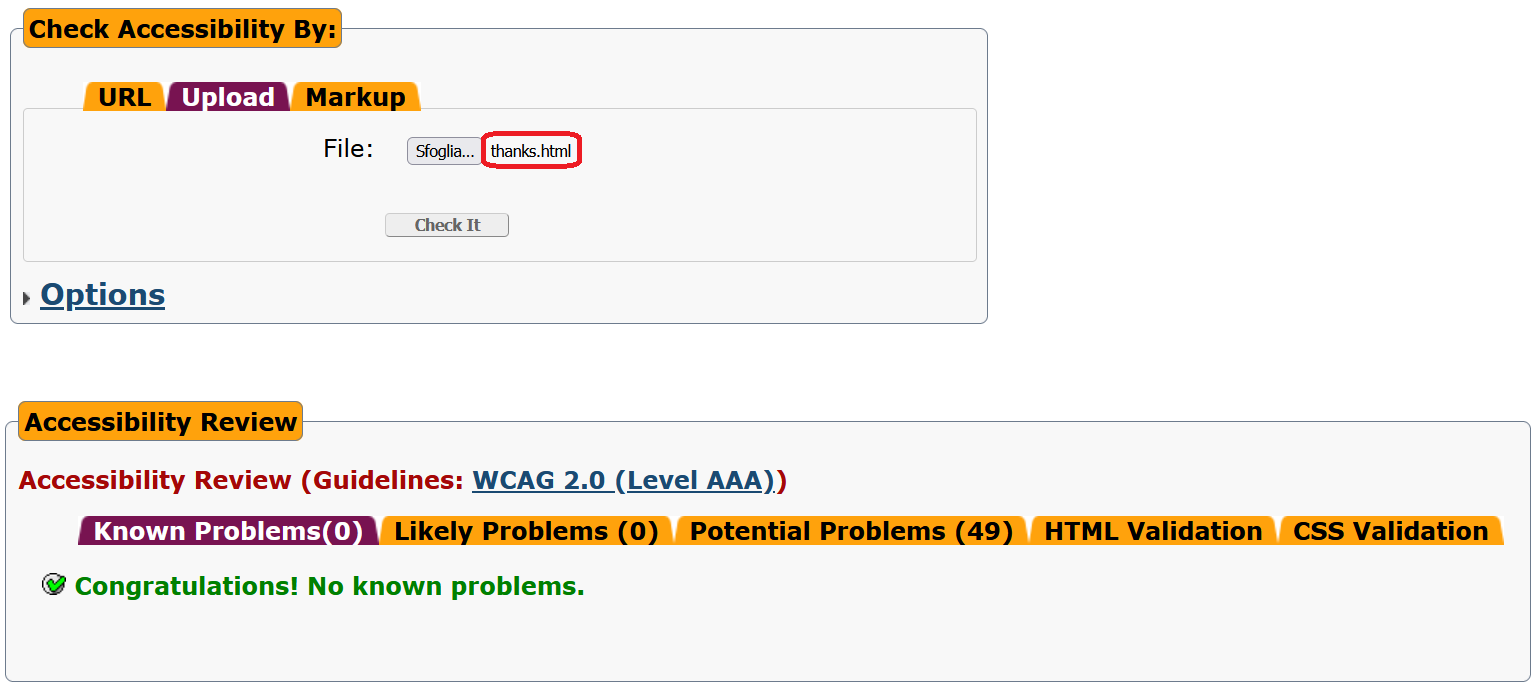 Check Accessibility By:
URL Upload Markup
File: Sfoglia... thanks.html
Check It
Options
Accessibility Review
Accessibility Review (Guidelines: WCAG 2.0 (Level AAA))
Known Problems(0) Likely Problems (0) Potential Problems (49) HTML Validation CSS Validation
Congratulations! No known problems.